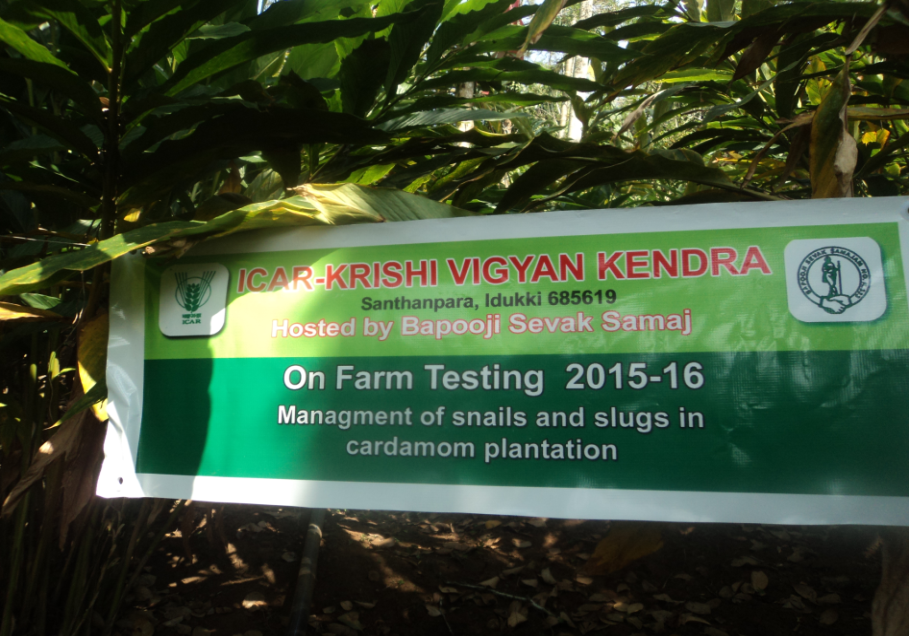 ICAR-KRISHI VIGYAN KENDRA
Santhanpara, Idukki 685619
Hosted by Bapooji Sevak Samaj
On Farm Testing 2015-16
Managment of snails and slugs in
cardamom plantation
ICAR